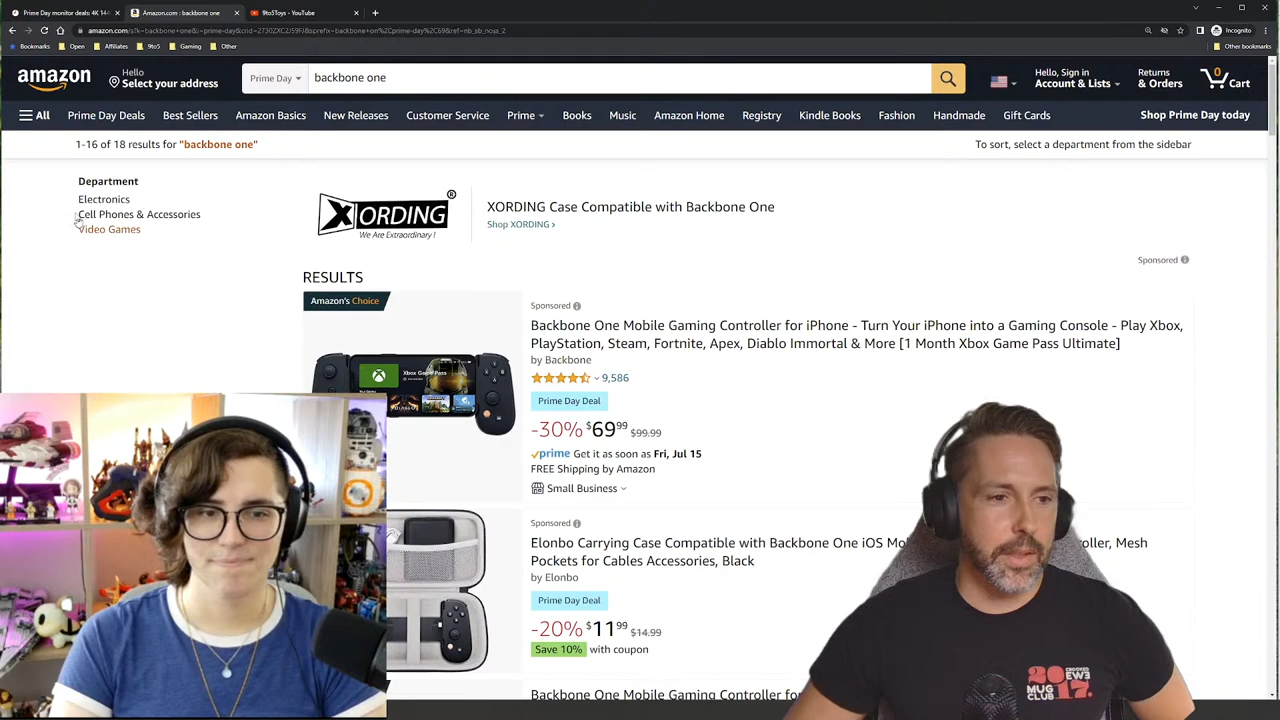 Prime Day monitor deals: 4K 144
Amazon.com : backbone one
9to5Toys - YouTube
Incognito
Bookmarks
Open
Affiliates
9to5
Gaming
Other
Other bookmarks
amazon
Hello
Select your address
Prime Day
backbone one
Hello, Sign in
Account & Lists
Returns
& Orders
0
Cart
All
Prime Day Deals
Best Sellers
Amazon Basics
New Releases
Customer Service
Prime
Books
Music
Amazon Home
Registry
Kindle Books
Fashion
Handmade
Gift Cards
Shop Prime Day today
1-16 of 18 results for "backbone one"
To sort, select a department from the sidebar
Department
Electronics
Cell Phones & Accessories
Video Games
XORDING®
We Are Extraordinary !
XORDING Case Compatible with Backbone One
Shop XORDING ›
Sponsored
RESULTS
Amazon's Choice
Xbox Game Pass
Sponsored
Backbone One Mobile Gaming Controller for iPhone - Turn Your iPhone into a Gaming Console - Play Xbox,
PlayStation, Steam, Fortnite, Apex, Diablo Immortal & More [1 Month Xbox Game Pass Ultimate]
by Backbone
9,586
Prime Day Deal
-30% $69⁹⁹ $99.99
prime Get it as soon as Fri, Jul 15
FREE Shipping by Amazon
Small Business
Sponsored
Elonbo Carrying Case Compatible with Backbone One iOS Mo ller, Mesh
Pockets for Cables Accessories, Black
by Elonbo
Prime Day Deal
-20% $11⁹⁹ $14.99
Save 10% with coupon
Backbone One Mobile Gaming Controller fo
MUG
CLUB